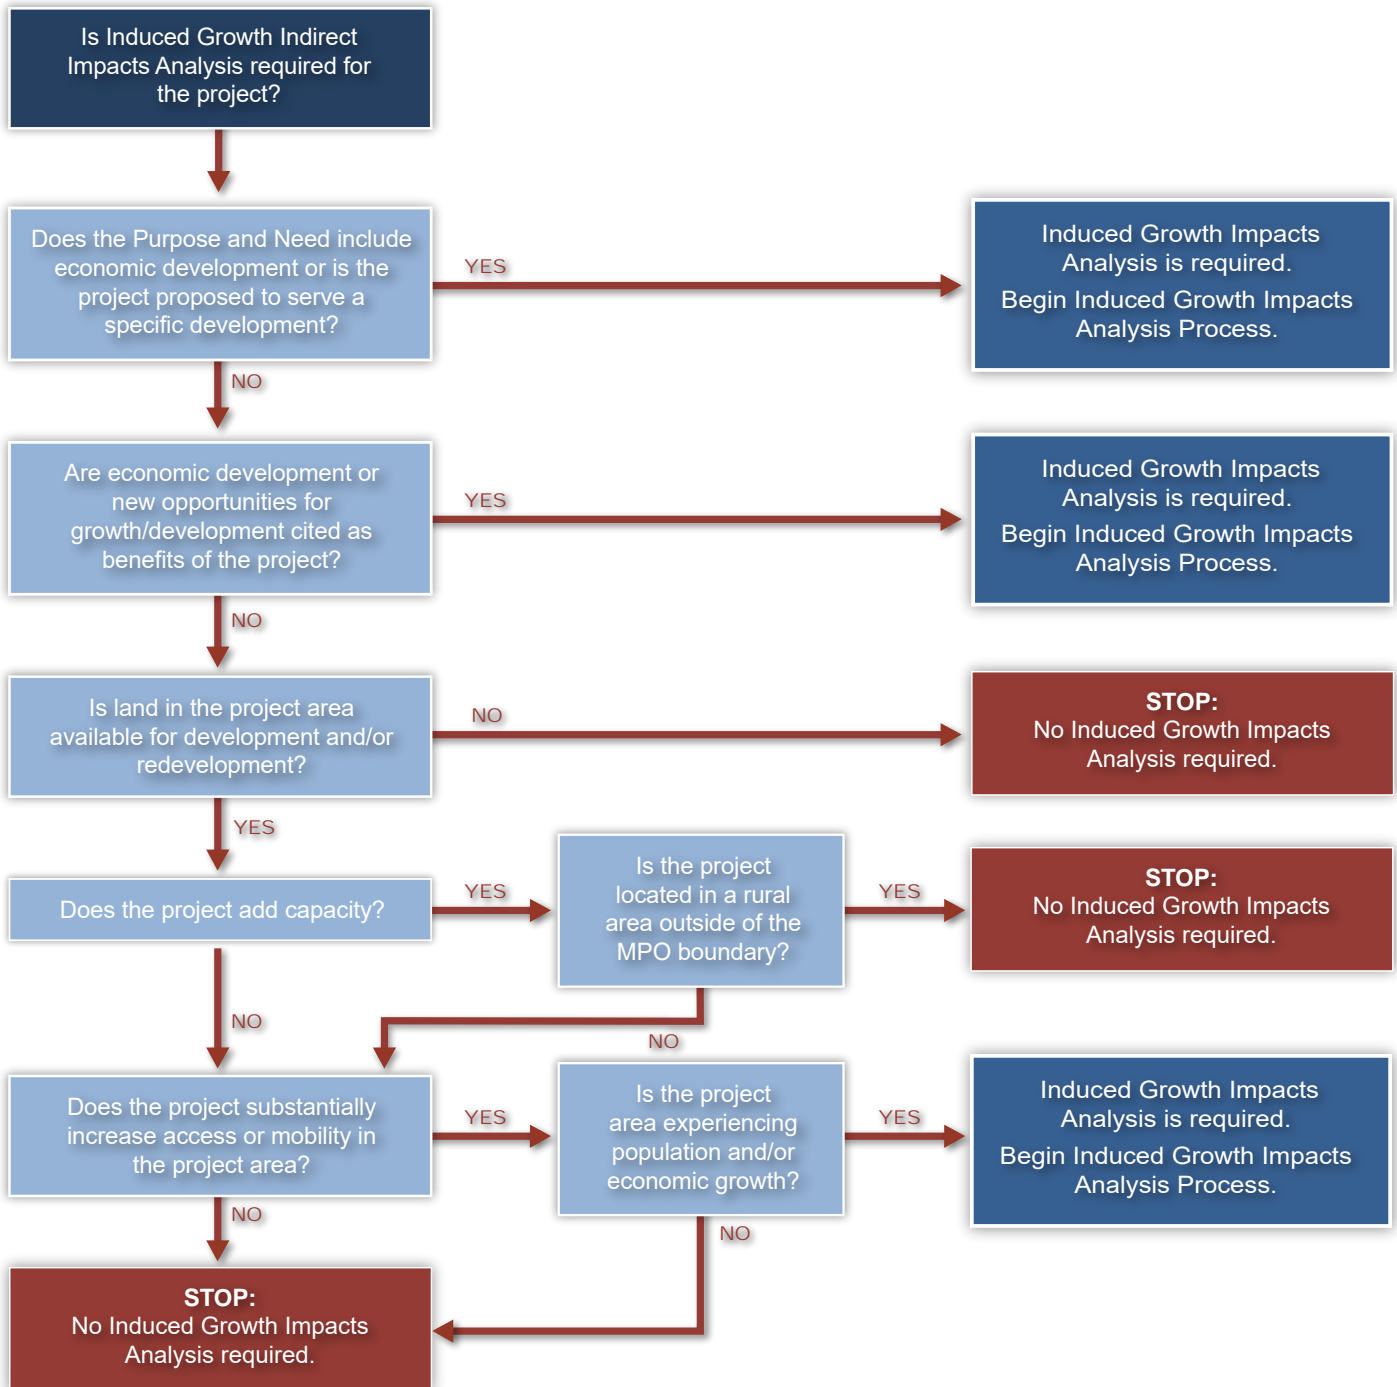 Is Induced Growth Indirect
Impacts Analysis required for
the project?
Does the Purpose and Need include
economic development or is the
project proposed to serve a
specific development?
YES
Induced Growth Impacts
Analysis is required.
Begin Induced Growth Impacts
Analysis Process.
NO
Are economic development or
new opportunities for
growth/development cited as
benefits of the project?
YES
Induced Growth Impacts
Analysis is required.
Begin Induced Growth Impacts
Analysis Process.
NO
Is land in the project area
available for development and/or
redevelopment?
NO
STOP:
No Induced Growth Impacts
Analysis required.
YES
Does the project add capacity?
YES
Is the project
located in a rural
area outside of the
MPO boundary?
YES
STOP:
No Induced Growth Impacts
Analysis required.
NO
NO
Does the project substantially
increase access or mobility in
the project area?
YES
Is the project
area experiencing
population and/or
economic growth?
YES
Induced Growth Impacts
Analysis is required.
Begin Induced Growth Impacts
Analysis Process.
NO
NO
STOP:
No Induced Growth Impacts
Analysis required.